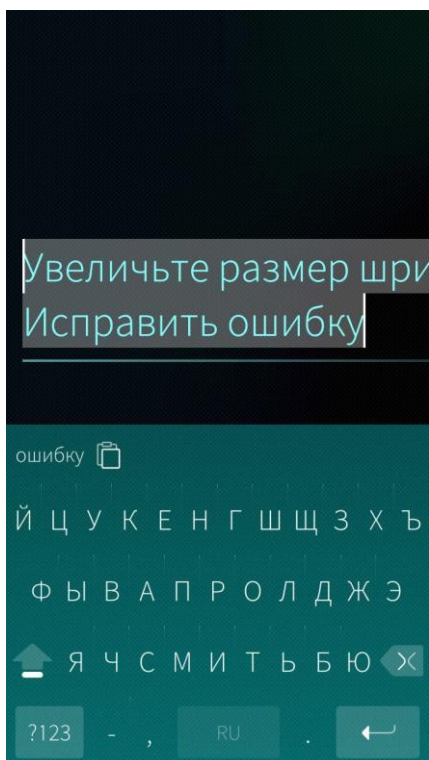 Увеличьте размер шри
Исправить ошибку
ошибку
Й Ц У К Е Н Г Ш Щ З Х Ъ
Ф Ы В А П Р О Л Д Ж Э
Я Ч С М И Т Ь Б Ю
?123 - , RU .